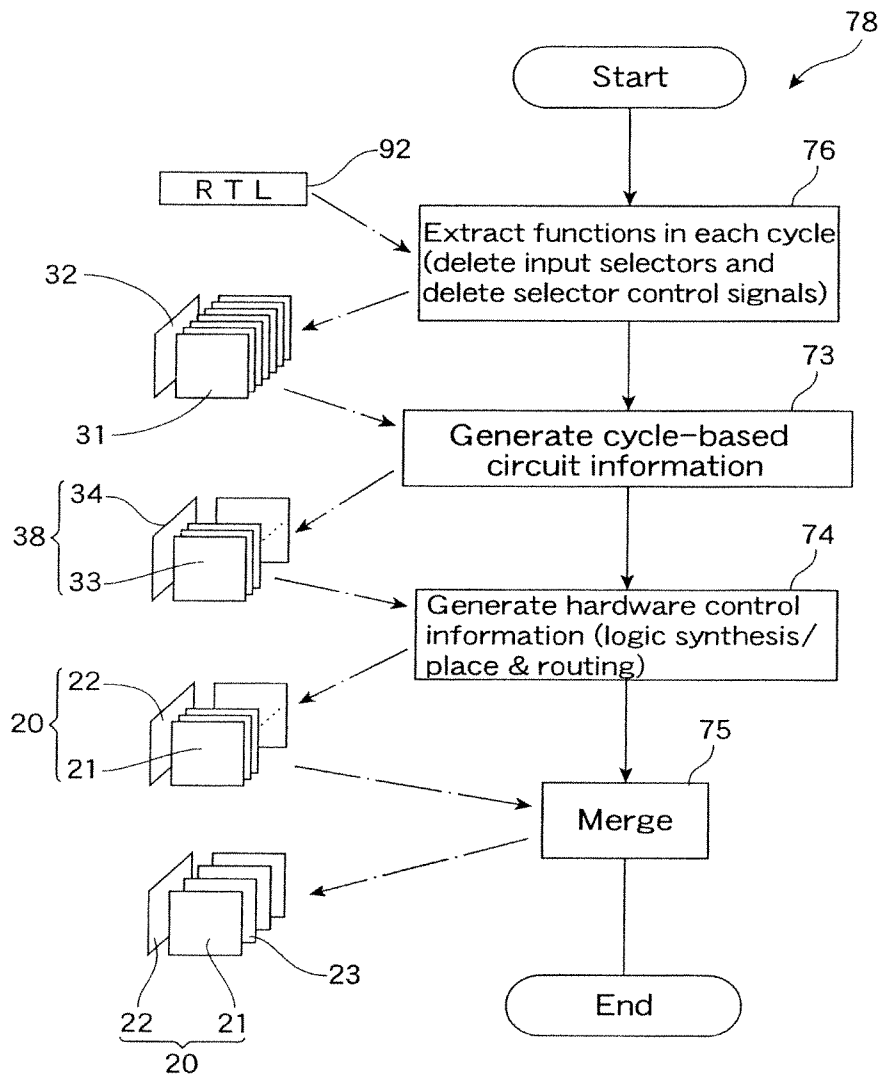 78
Start
92
RTL
76
Extract functions in each cycle
(delete input selectors and
delete selector control signals)
32
31
73
Generate cycle-based
circuit information
34
38
33
74
Generate hardware control
information (logic synthesis/
place & routing)
22
20
21
75
Merge
23
22
21
20
End